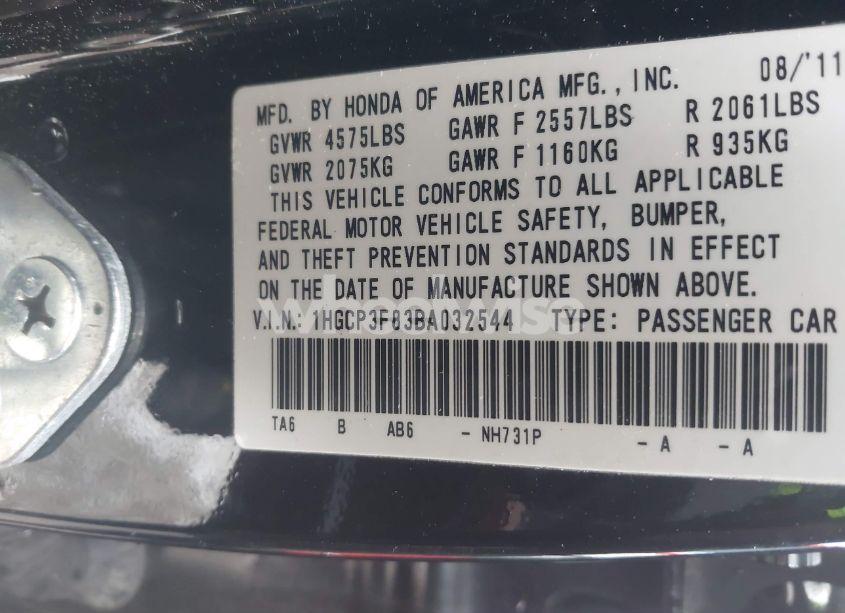 MFD. BY HONDA OF AMERICA MFG., INC. 08/'11
GVWR 4575LBS GAWR F 2557LBS R 2061LBS
GVWR 2075KG GAWR F 1160KG R 935KG
THIS VEHICLE CONFORMS TO ALL APPLICABLE
FEDERAL MOTOR VEHICLE SAFETY, BUMPER,
AND THEFT PREVENTION STANDARDS IN EFFECT
ON THE DATE OF MANUFACTURE SHOWN ABOVE.
wheelwise
V.I.N.: 1HGCP3F83BA032544 TYPE: PASSENGER CAR
TA6 B AB6 - NH731P - A - A